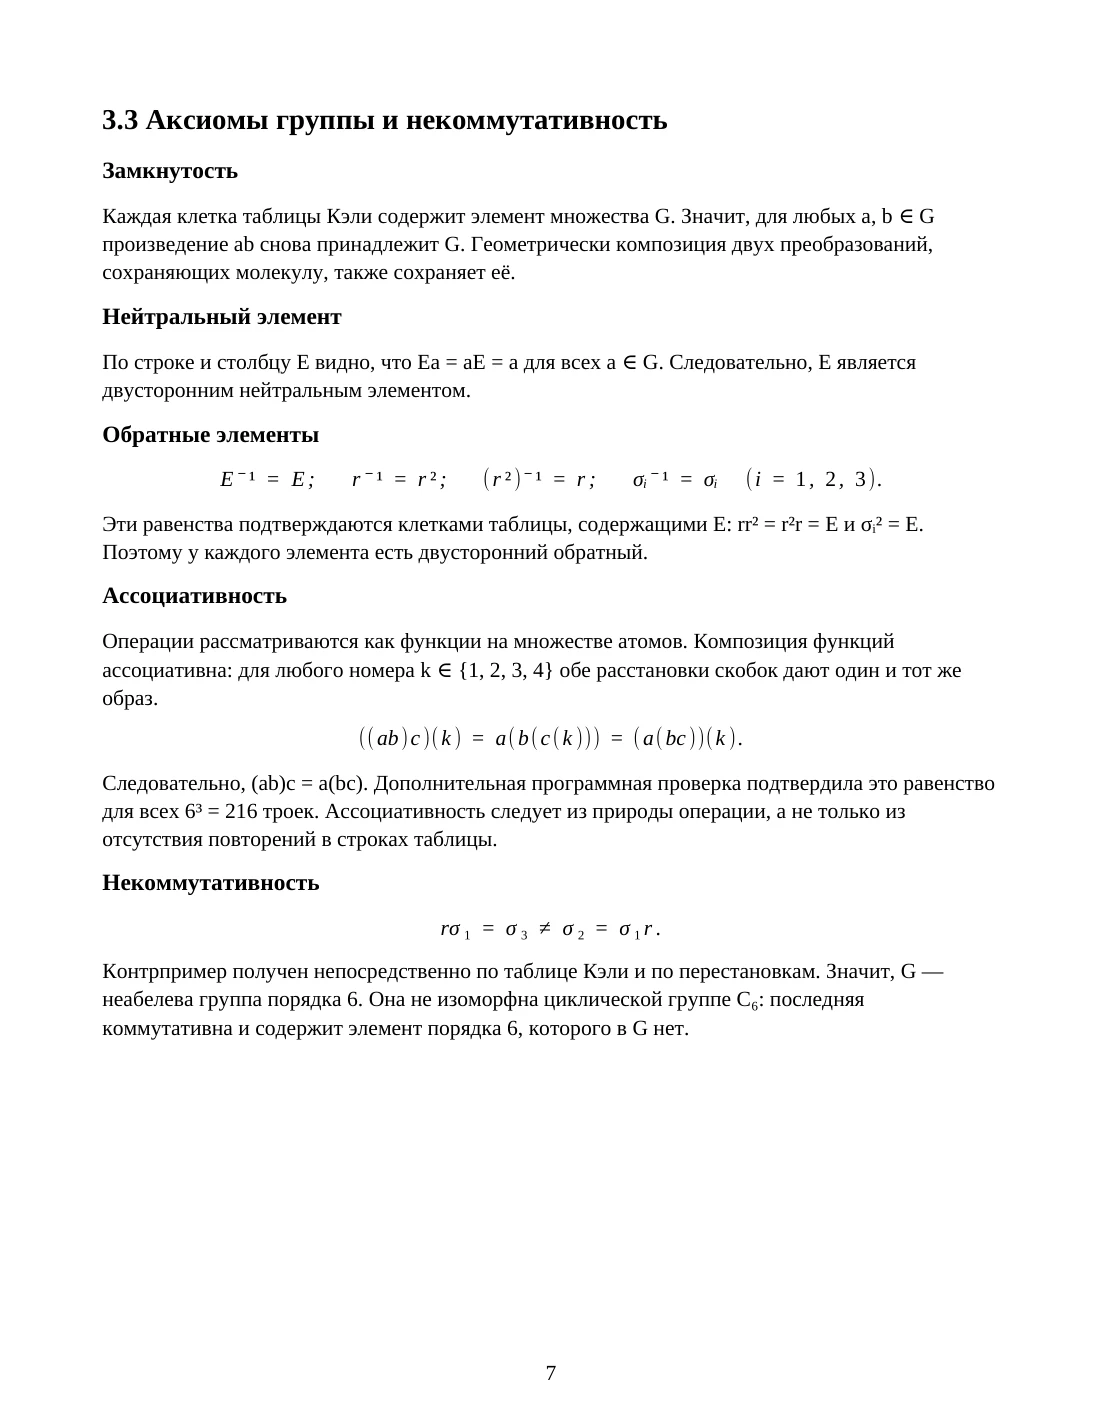 3.3 Аксиомы группы и некоммутативность
Замкнутость
Каждая клетка таблицы Кэли содержит элемент множества G. Значит, для любых a, b ∈ G
произведение ab снова принадлежит G. Геометрически композиция двух преобразований,
сохраняющих молекулу, также сохраняет её.
Нейтральный элемент
По строке и столбцу E видно, что Ea = aE = a для всех a ∈ G. Следовательно, E является
двусторонним нейтральным элементом.
Обратные элементы
E⁻¹ = E; r⁻¹ = r²; (r²)⁻¹ = r; σᵢ⁻¹ = σᵢ (i = 1, 2, 3).
Эти равенства подтверждаются клетками таблицы, содержащими E: rr² = r²r = E и σᵢ² = E.
Поэтому у каждого элемента есть двусторонний обратный.
Ассоциативность
Операции рассматриваются как функции на множестве атомов. Композиция функций
ассоциативна: для любого номера k ∈ {1, 2, 3, 4} обе расстановки скобок дают один и тот же
образ.
((ab)c)(k) = a(b(c(k))) = (a(bc))(k).
Следовательно, (ab)c = a(bc). Дополнительная программная проверка подтвердила это равенство
для всех 6³ = 216 троек. Ассоциативность следует из природы операции, а не только из
отсутствия повторений в строках таблицы.
Некоммутативность
rσ₁ = σ₃ ≠ σ₂ = σ₁r.
Контрпример получен непосредственно по таблице Кэли и по перестановкам. Значит, G —
неабелева группа порядка 6. Она не изоморфна циклической группе C₆: последняя
коммутативна и содержит элемент порядка 6, которого в G нет.
7